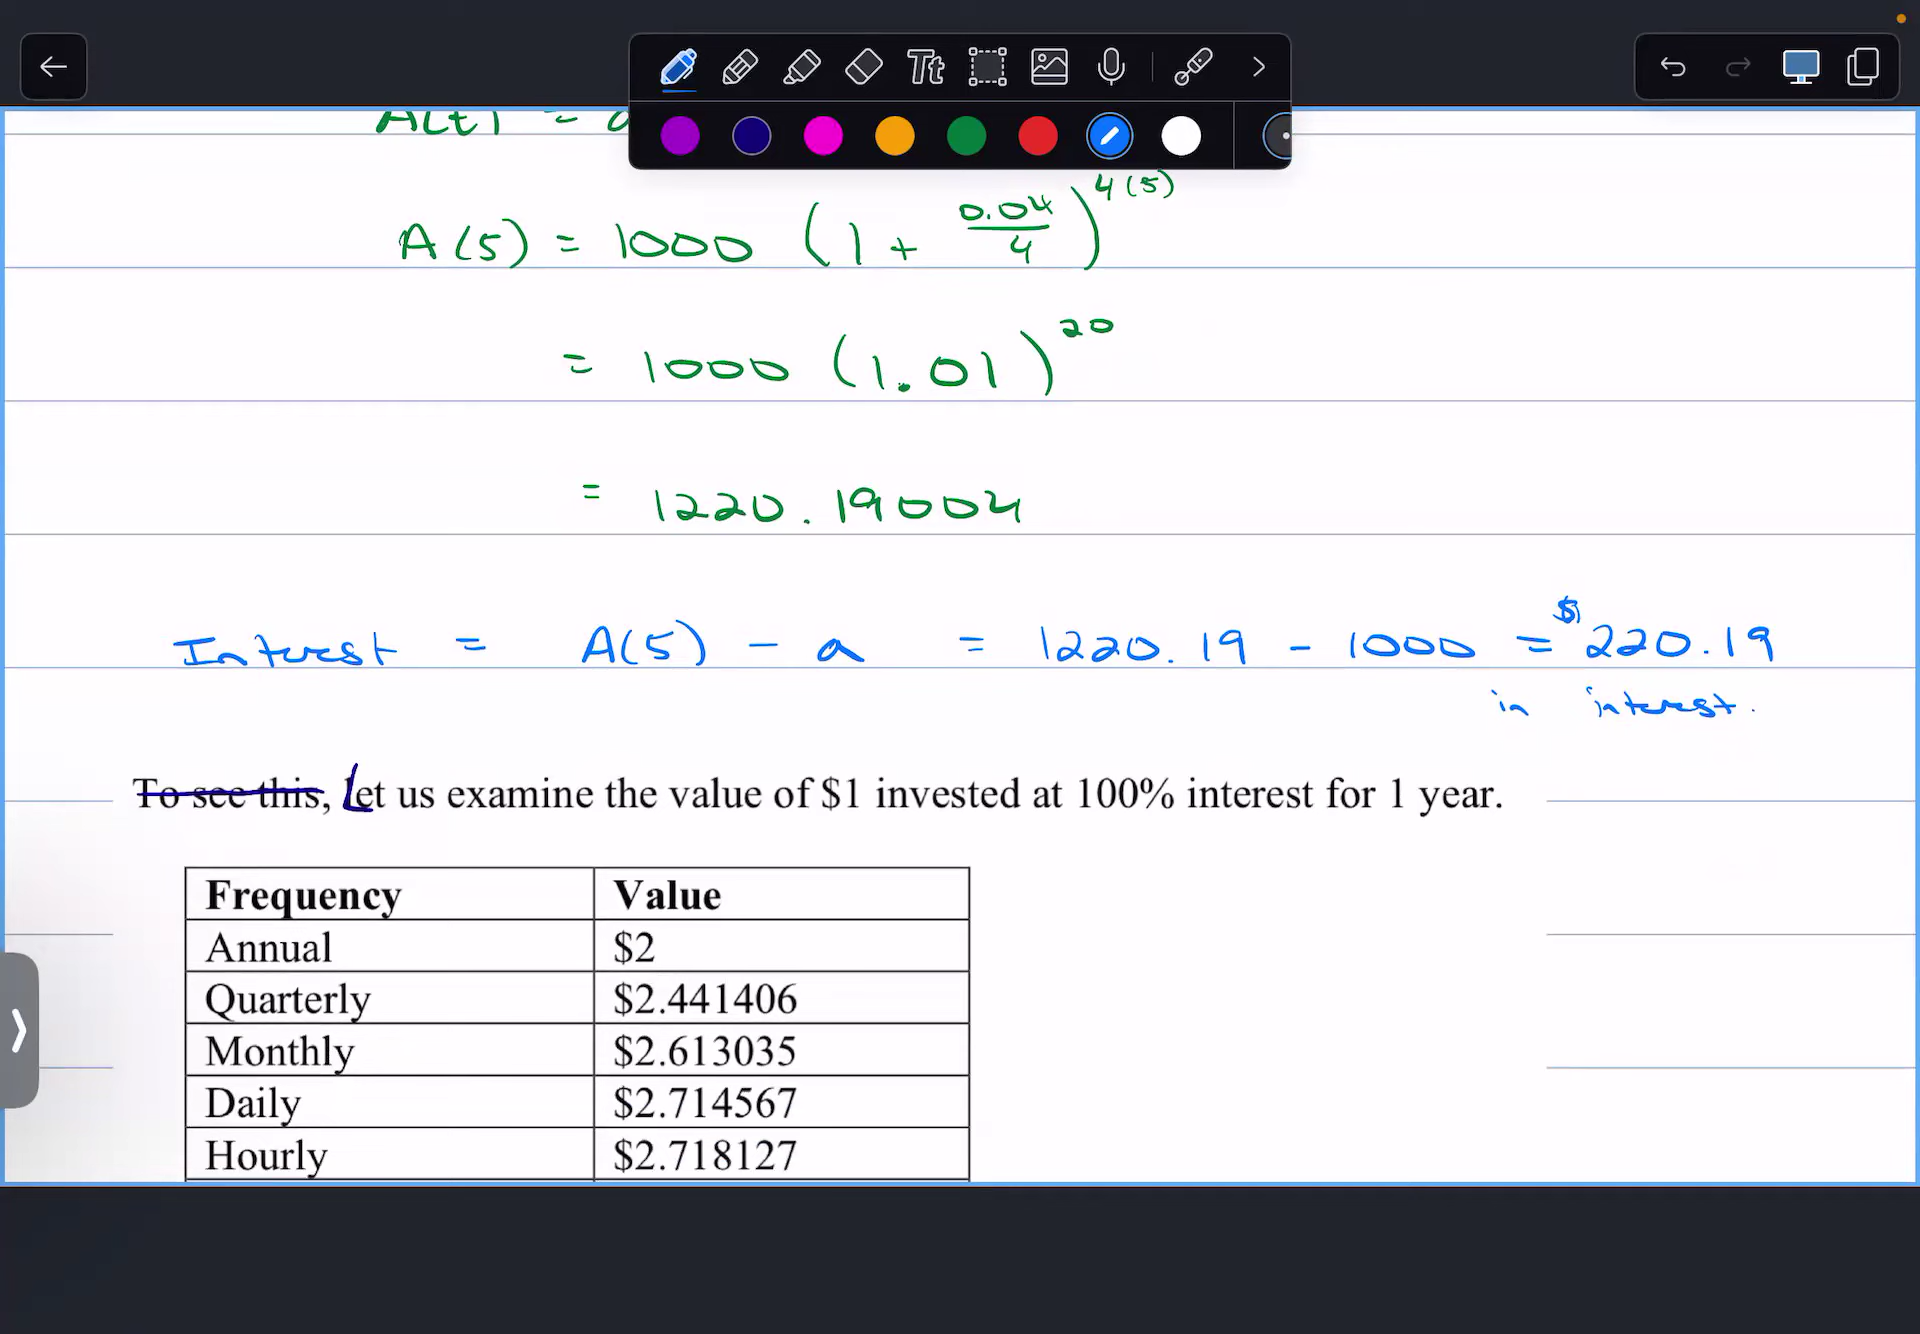 Tt
A(t) =
A(5) = 1000 (1 + 0.04/4)^4(5)
= 1000 (1.01)^20
= 1220.19004
Interest = A(5) - a = 1220.19 - 1000 = $220.19
in interest.
To see this, Let us examine the value of $1 invested at 100% interest for 1 year.
Frequency Value
Annual $2
Quarterly $2.441406
Monthly $2.613035
Daily $2.714567
Hourly $2.718127